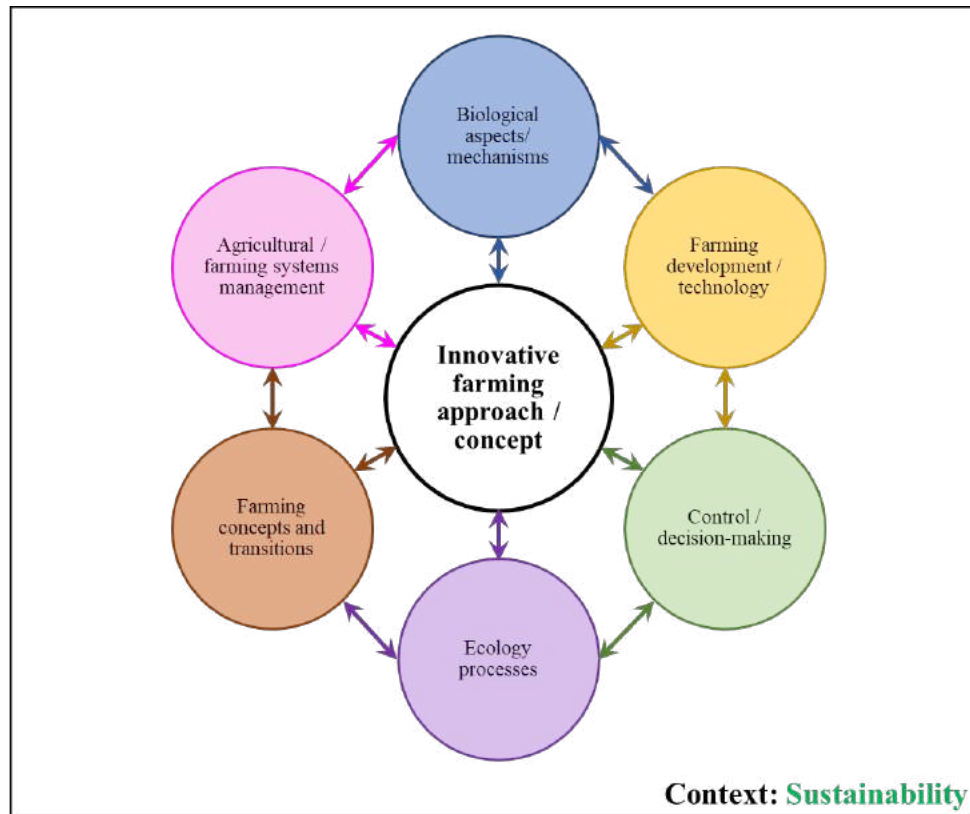 Biological
aspects/
mechanisms
Agricultural /
farming systems
management
Farming
development /
technology
Innovative
farming
approach /
concept
Farming
concepts and
transitions
Control /
decision-making
Ecology
processes
Context: Sustainability